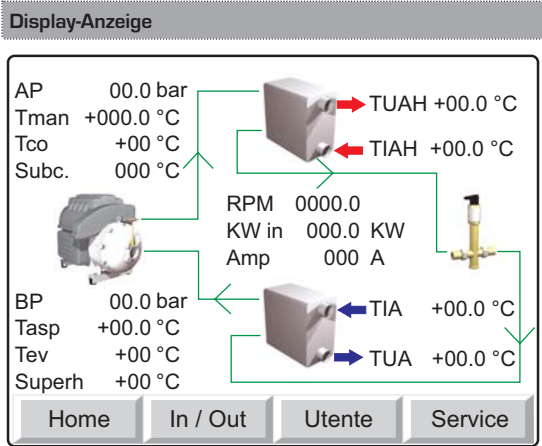 Display-Anzeige
AP 00.0 bar
Tman +000.0 °C
Tco +00 °C
Subc. 000 °C
TUAH +00.0 °C
TIAH +00.0 °C
RPM 0000.0
KW in 000.0 KW
Amp 000 A
BP 00.0 bar
Tasp +00.0 °C
Tev +00 °C
Superh +00 °C
TIA +00.0 °C
TUA +00.0 °C
Home In / Out Utente Service